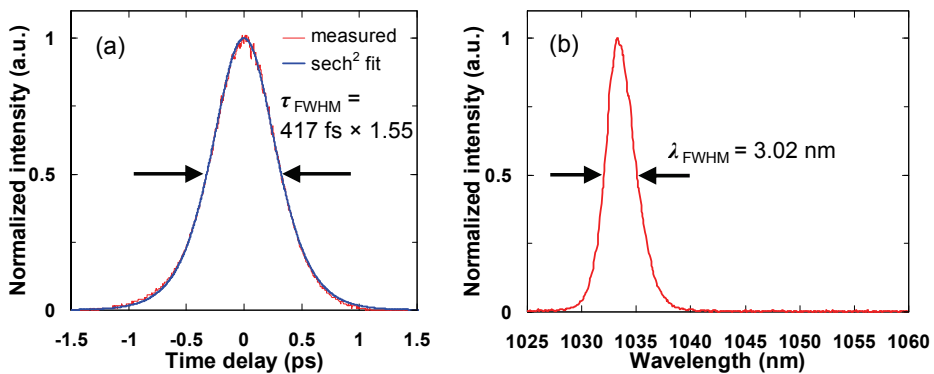 (a)
measured
sech² fit
τ FWHM =
417 fs × 1.55
Normalized intensity (a.u.)
1
0.5
0
-1.5 -1 -0.5 0 0.5 1 1.5
Time delay (ps)
(b)
λ FWHM = 3.02 nm
Normalized intensity (a.u.)
1
0.5
0
1025 1030 1035 1040 1045 1050 1055 1060
Wavelength (nm)